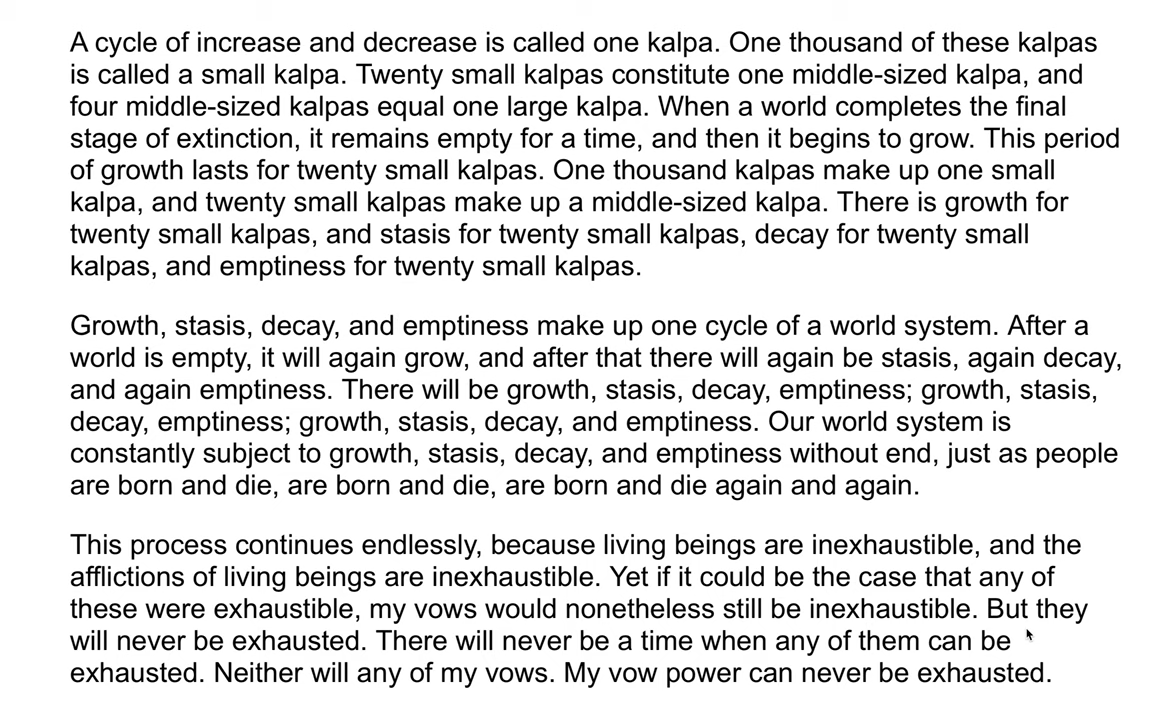 A cycle of increase and decrease is called one kalpa. One thousand of these kalpas
is called a small kalpa. Twenty small kalpas constitute one middle-sized kalpa, and
four middle-sized kalpas equal one large kalpa. When a world completes the final
stage of extinction, it remains empty for a time, and then it begins to grow. This period
of growth lasts for twenty small kalpas. One thousand kalpas make up one small
kalpa, and twenty small kalpas make up a middle-sized kalpa. There is growth for
twenty small kalpas, and stasis for twenty small kalpas, decay for twenty small
kalpas, and emptiness for twenty small kalpas.
Growth, stasis, decay, and emptiness make up one cycle of a world system. After a
world is empty, it will again grow, and after that there will again be stasis, again decay,
and again emptiness. There will be growth, stasis, decay, emptiness; growth, stasis,
decay, emptiness; growth, stasis, decay, and emptiness. Our world system is
constantly subject to growth, stasis, decay, and emptiness without end, just as people
are born and die, are born and die, are born and die again and again.
This process continues endlessly, because living beings are inexhaustible, and the
afflictions of living beings are inexhaustible. Yet if it could be the case that any of
these were exhaustible, my vows would nonetheless still be inexhaustible. But they
will never be exhausted. There will never be a time when any of them can be
exhausted. Neither will any of my vows. My vow power can never be exhausted.